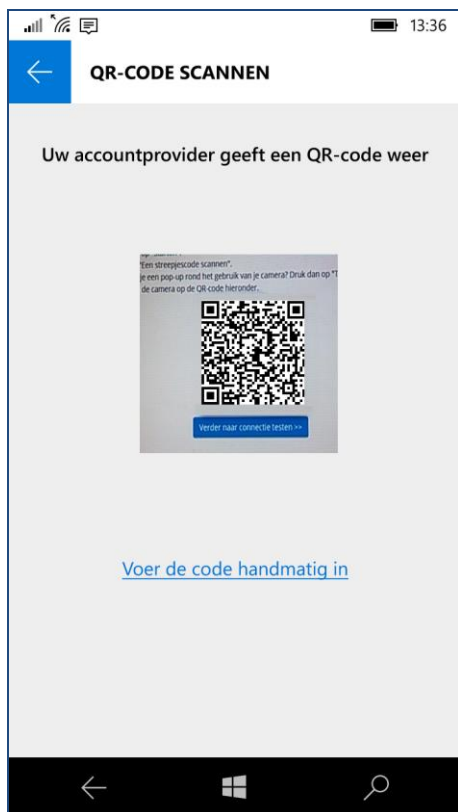 13:36
QR-CODE SCANNEN
Uw accountprovider geeft een QR-code weer
"Een streepjescode scannen".
je een pop-up rond het gebruik van je camera? Druk dan op "T
de camera op de QR-code hieronder.
Verder naar connectie testen >>
Voer de code handmatig in